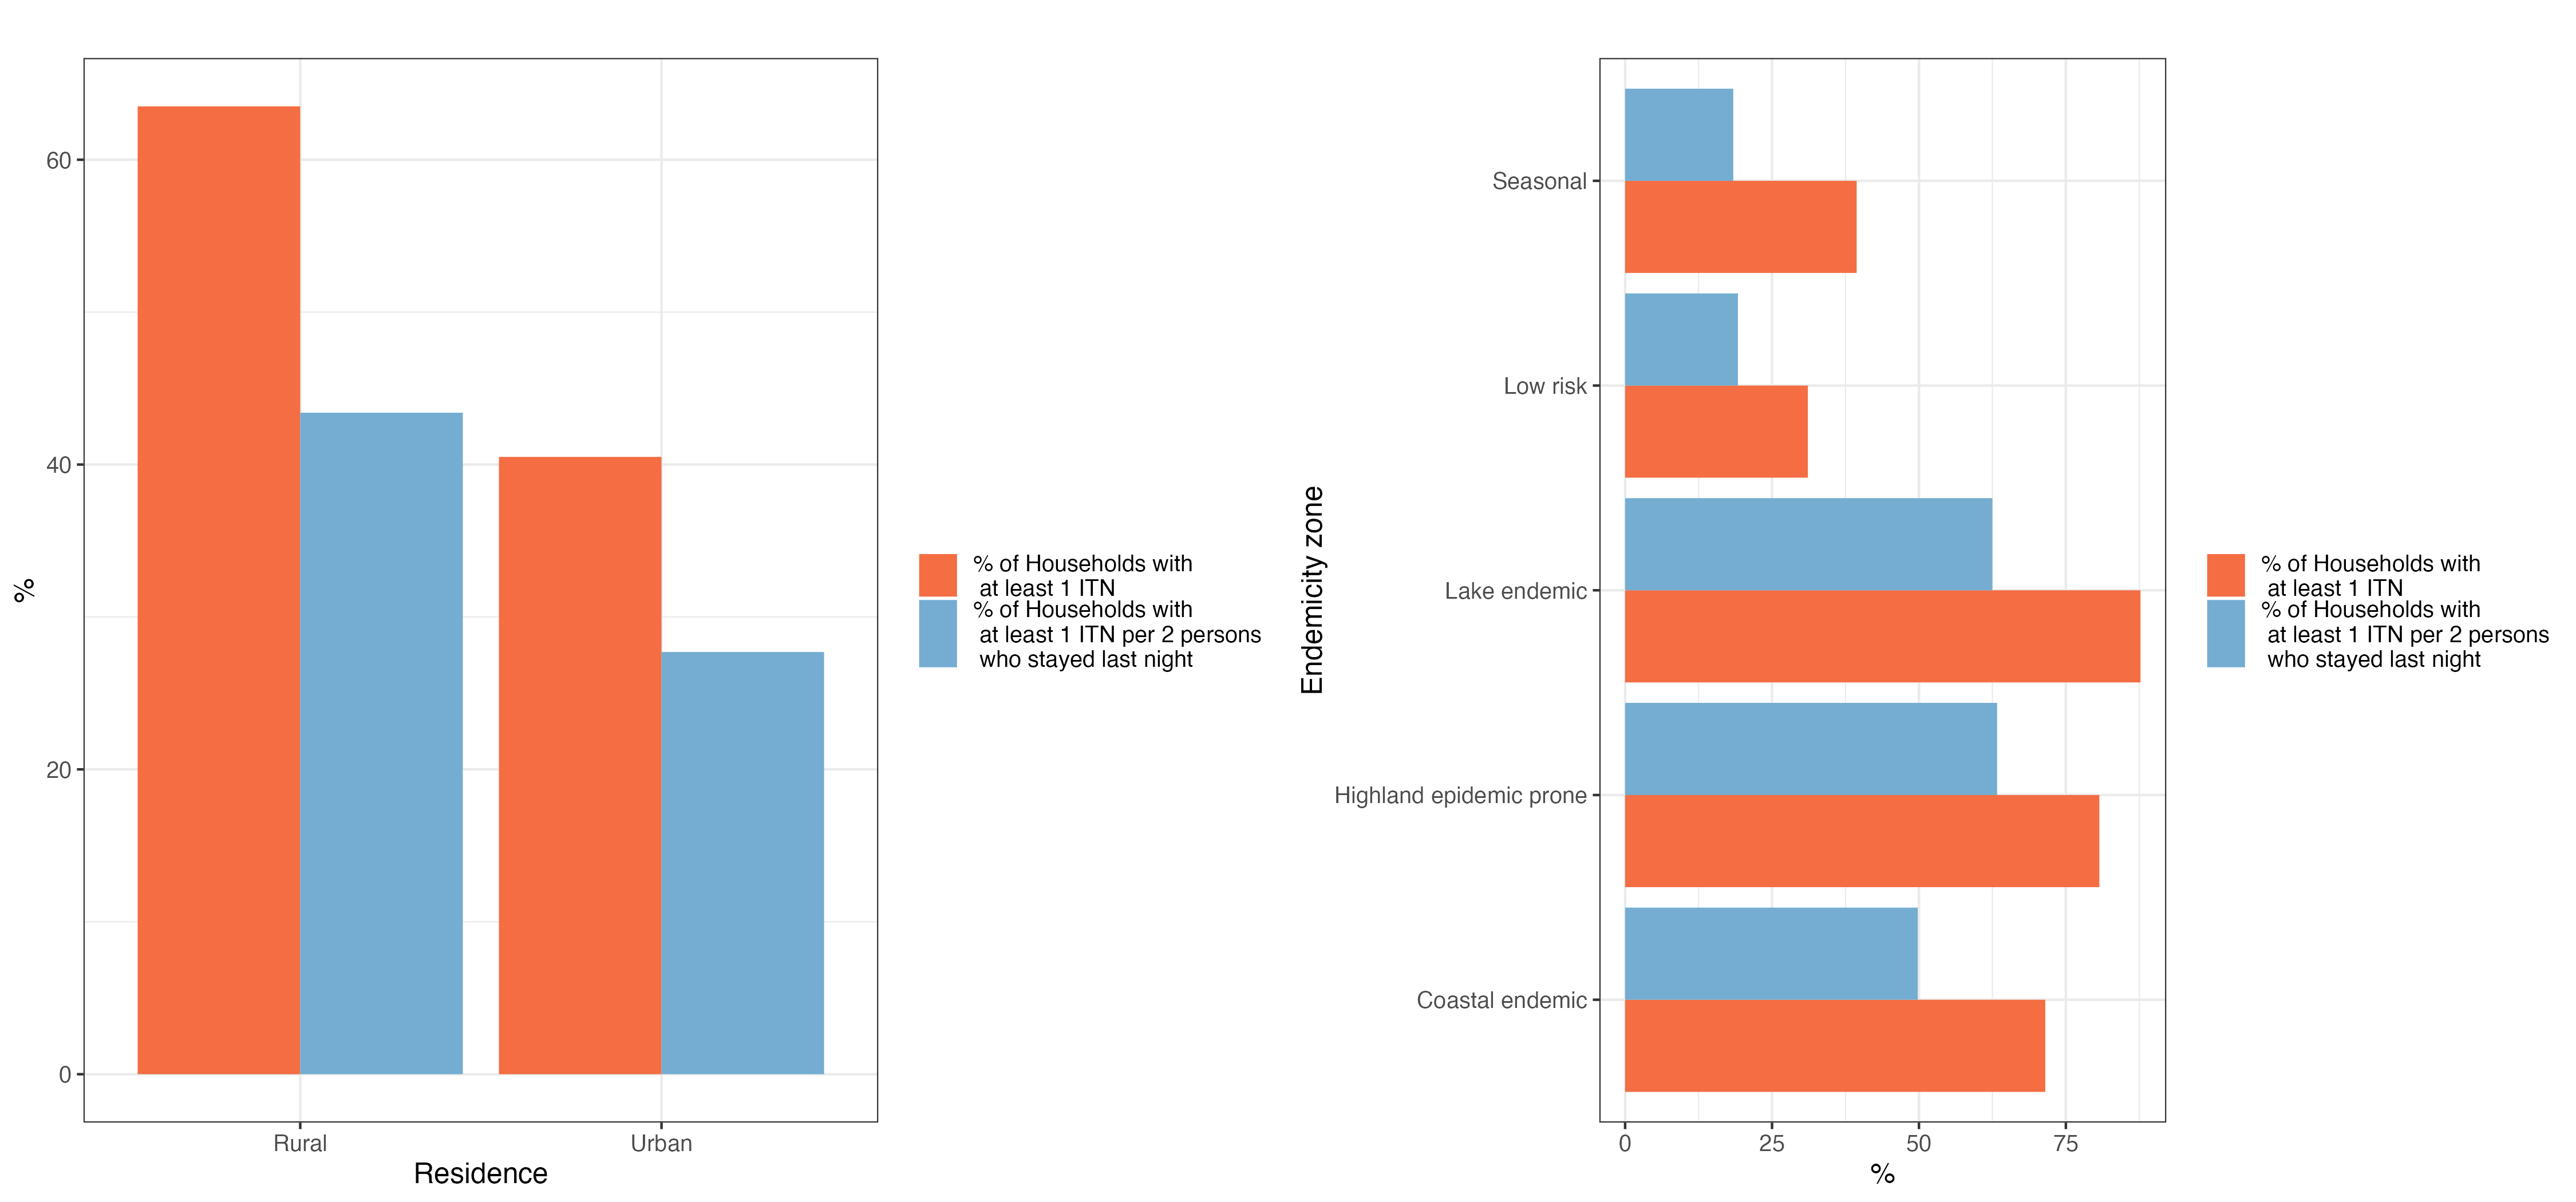 %
60
40
20
0
Rural
Urban
Residence
% of Households with
at least 1 ITN
% of Households with
at least 1 ITN per 2 persons
who stayed last night
Endemicity zone
Seasonal
Low risk
Lake endemic
Highland epidemic prone
Coastal endemic
0
25
50
75
%
% of Households with
at least 1 ITN
% of Households with
at least 1 ITN per 2 persons
who stayed last night